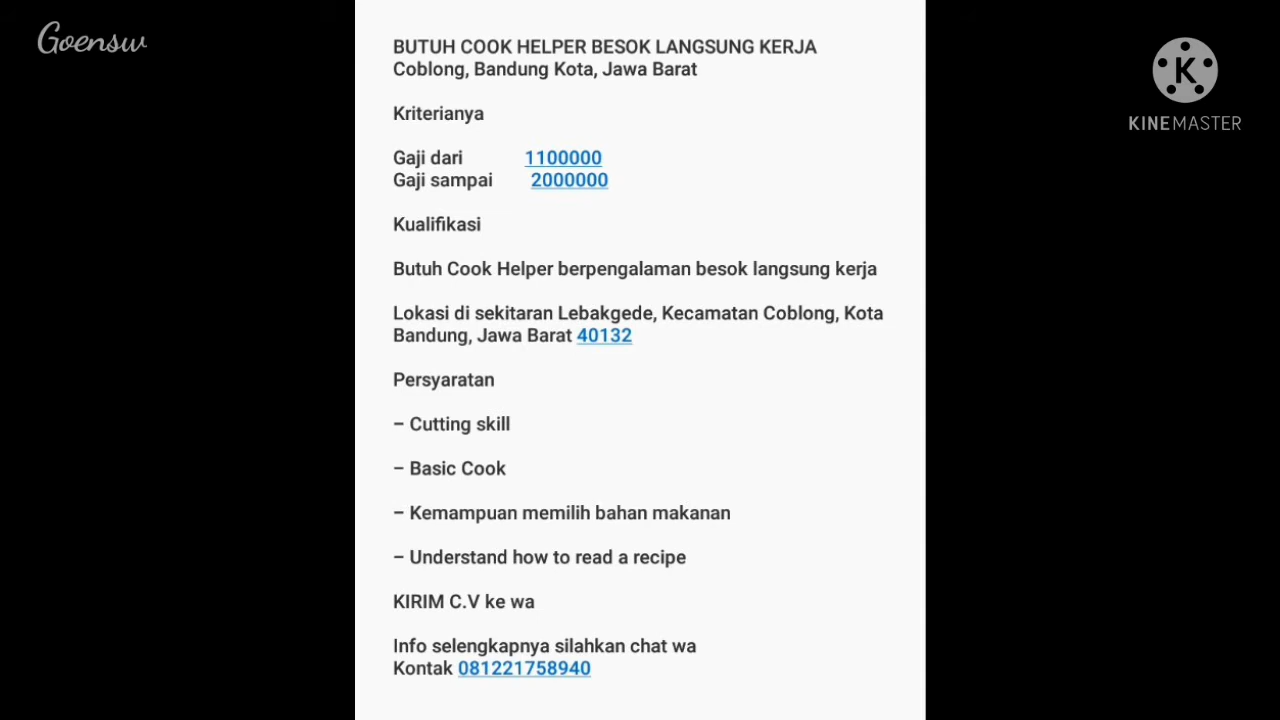 Goensw
KINEMASTER
BUTUH COOK HELPER BESOK LANGSUNG KERJA
Coblong, Bandung Kota, Jawa Barat
Kriterianya
Gaji dari 1100000
Gaji sampai 2000000
Kualifikasi
Butuh Cook Helper berpengalaman besok langsung kerja
Lokasi di sekitaran Lebakgede, Kecamatan Coblong, Kota
Bandung, Jawa Barat 40132
Persyaratan
– Cutting skill
– Basic Cook
– Kemampuan memilih bahan makanan
– Understand how to read a recipe
KIRIM C.V ke wa
Info selengkapnya silahkan chat wa
Kontak 081221758940